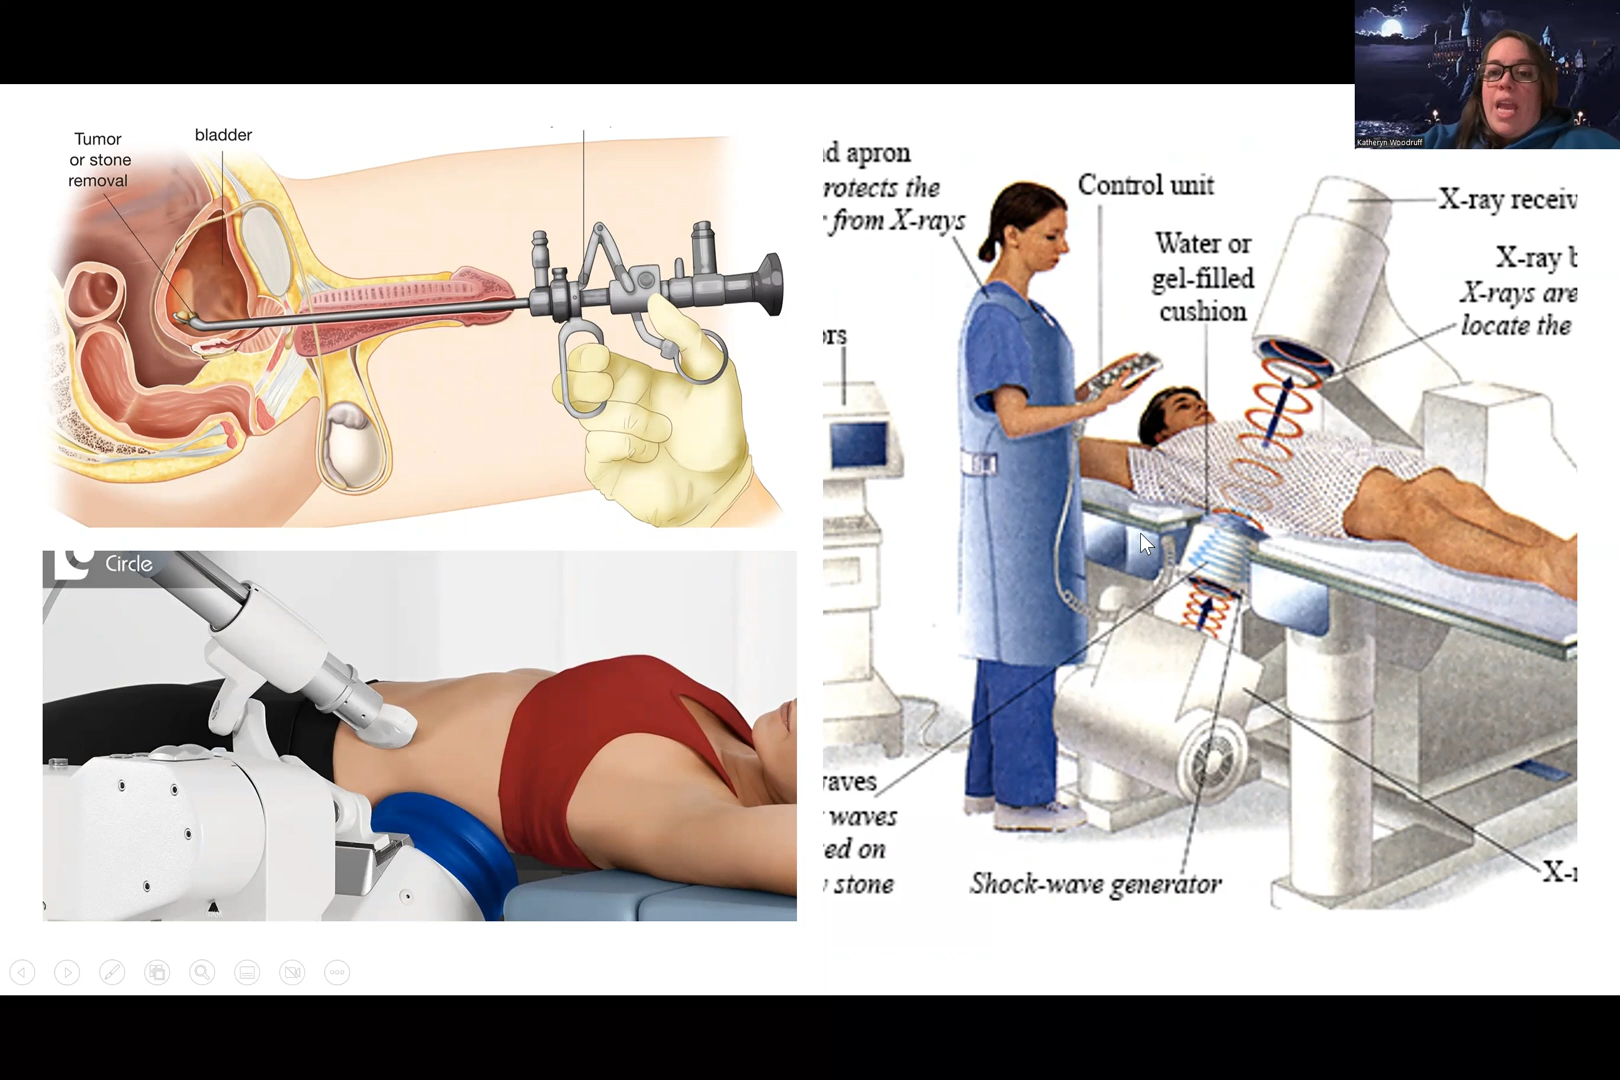 Tumor
or stone
removal
bladder
Circle
d apron
rotects the
from X-rays
Control unit
Water or
gel-filled
cushion
X-ray receiv
X-ray b
X-rays are
locate the
ors
aves
waves
ed on
stone
Shock-wave generator
X-r
Katheryn Woodruff